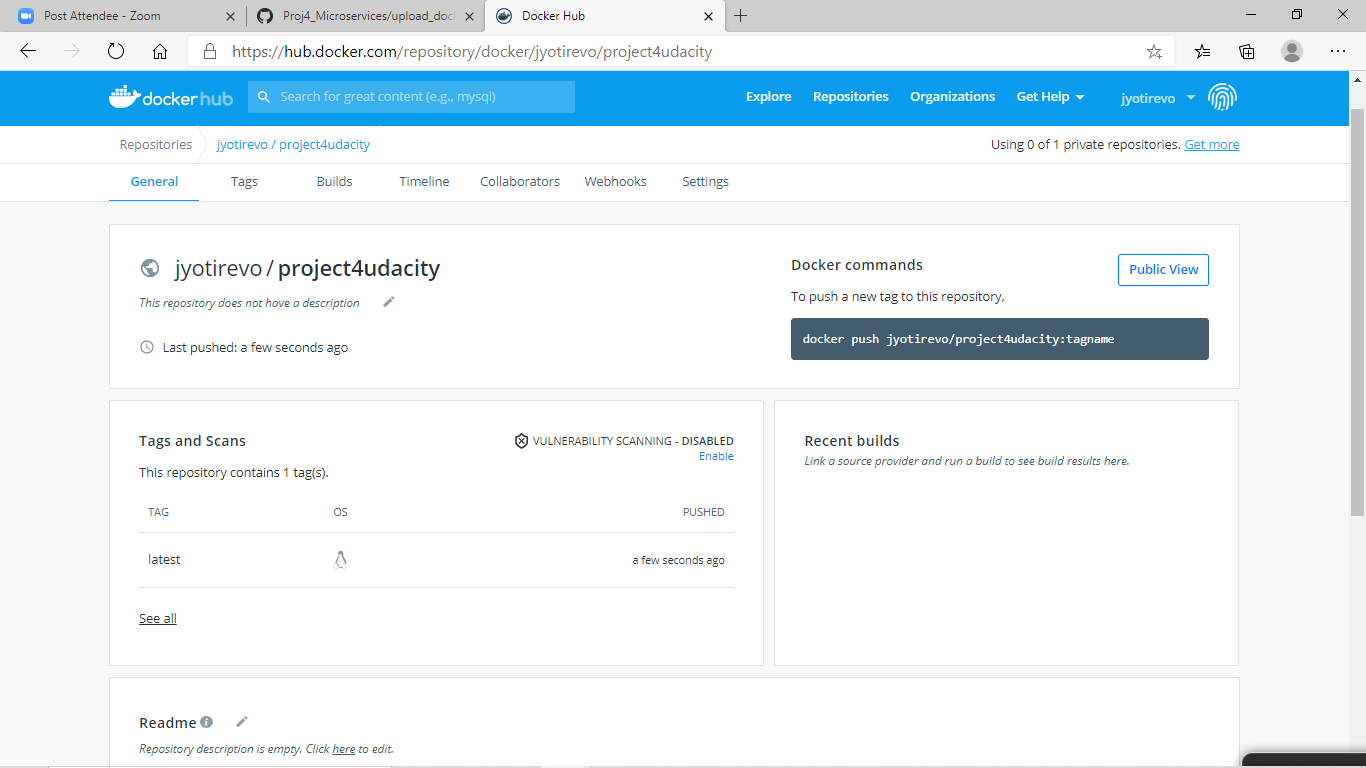 Post Attendee - Zoom
Proj4_Microservices/upload_doc
Docker Hub
https://hub.docker.com/repository/docker/jyotirevo/project4udacity
docker hub
Search for great content (e.g., mysql)
Explore
Repositories
Organizations
Get Help
jyotirevo
Repositories
jyotirevo / project4udacity
Using 0 of 1 private repositories. Get more
General
Tags
Builds
Timeline
Collaborators
Webhooks
Settings
jyotirevo / project4udacity
This repository does not have a description
Last pushed: a few seconds ago
Docker commands
Public View
To push a new tag to this repository,
docker push jyotirevo/project4udacity:tagname
Tags and Scans
VULNERABILITY SCANNING - DISABLED
Enable
This repository contains 1 tag(s).
TAG
OS
PUSHED
latest
a few seconds ago
See all
Recent builds
Link a source provider and run a build to see build results here.
Readme
Repository description is empty. Click here to edit.